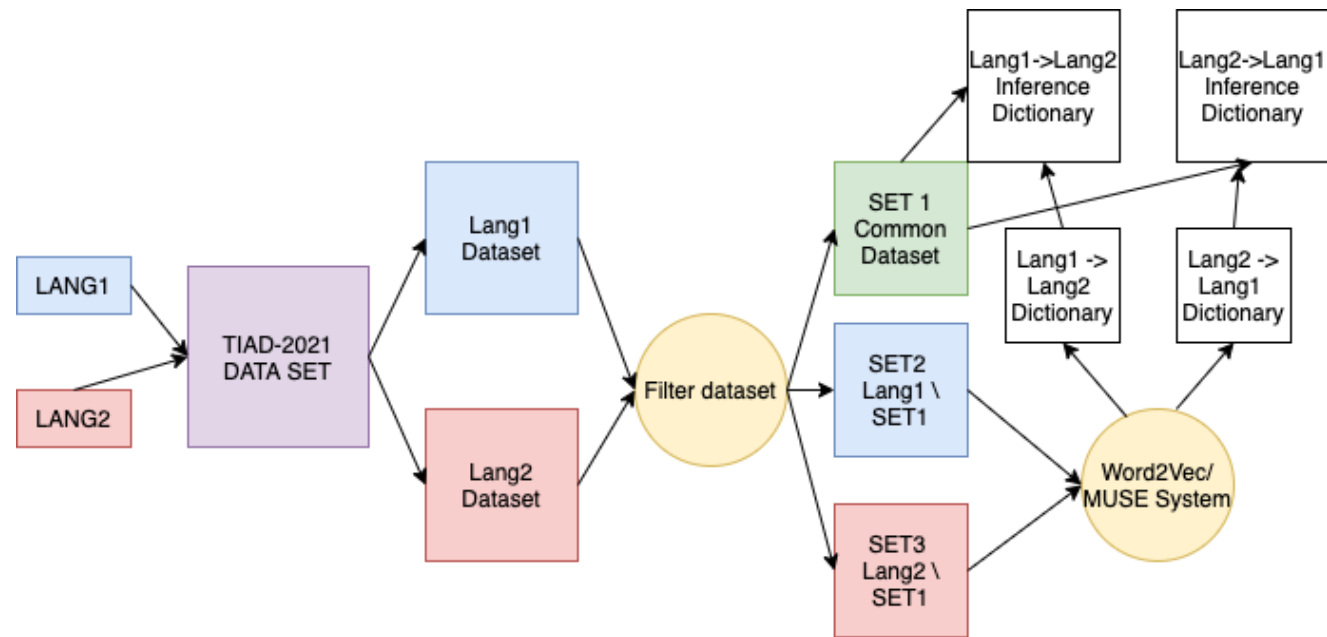 LANG1
LANG2
TIAD-2021
DATA SET
Lang1
Dataset
Lang2
Dataset
Filter dataset
SET 1
Common
Dataset
SET2
Lang1 \
SET1
SET3
Lang2 \
SET1
Word2Vec/
MUSE System
Lang1 ->
Lang2
Dictionary
Lang2 ->
Lang1
Dictionary
Lang1->Lang2
Inference
Dictionary
Lang2->Lang1
Inference
Dictionary